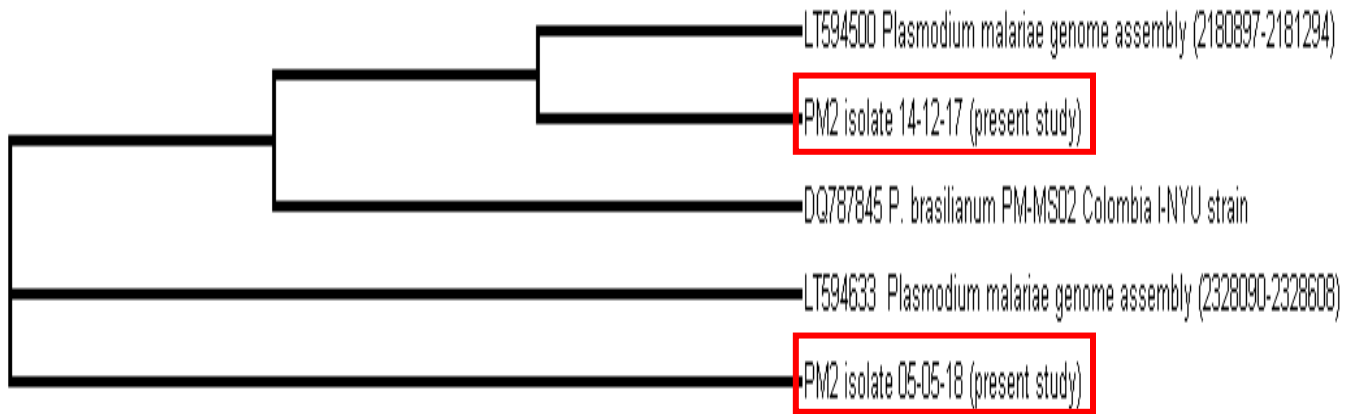 LT594500 Plasmodium malariae genome assembly (2180897-2181294)
PM2 isolate 14-12-17 (present study)
DQ787845 P. brasilianum PM-MS02 Colombia I-NYU strain
LT594633 Plasmodium malariae genome assembly (2328090-2328608)
PM2 isolate 05-05-18 (present study)